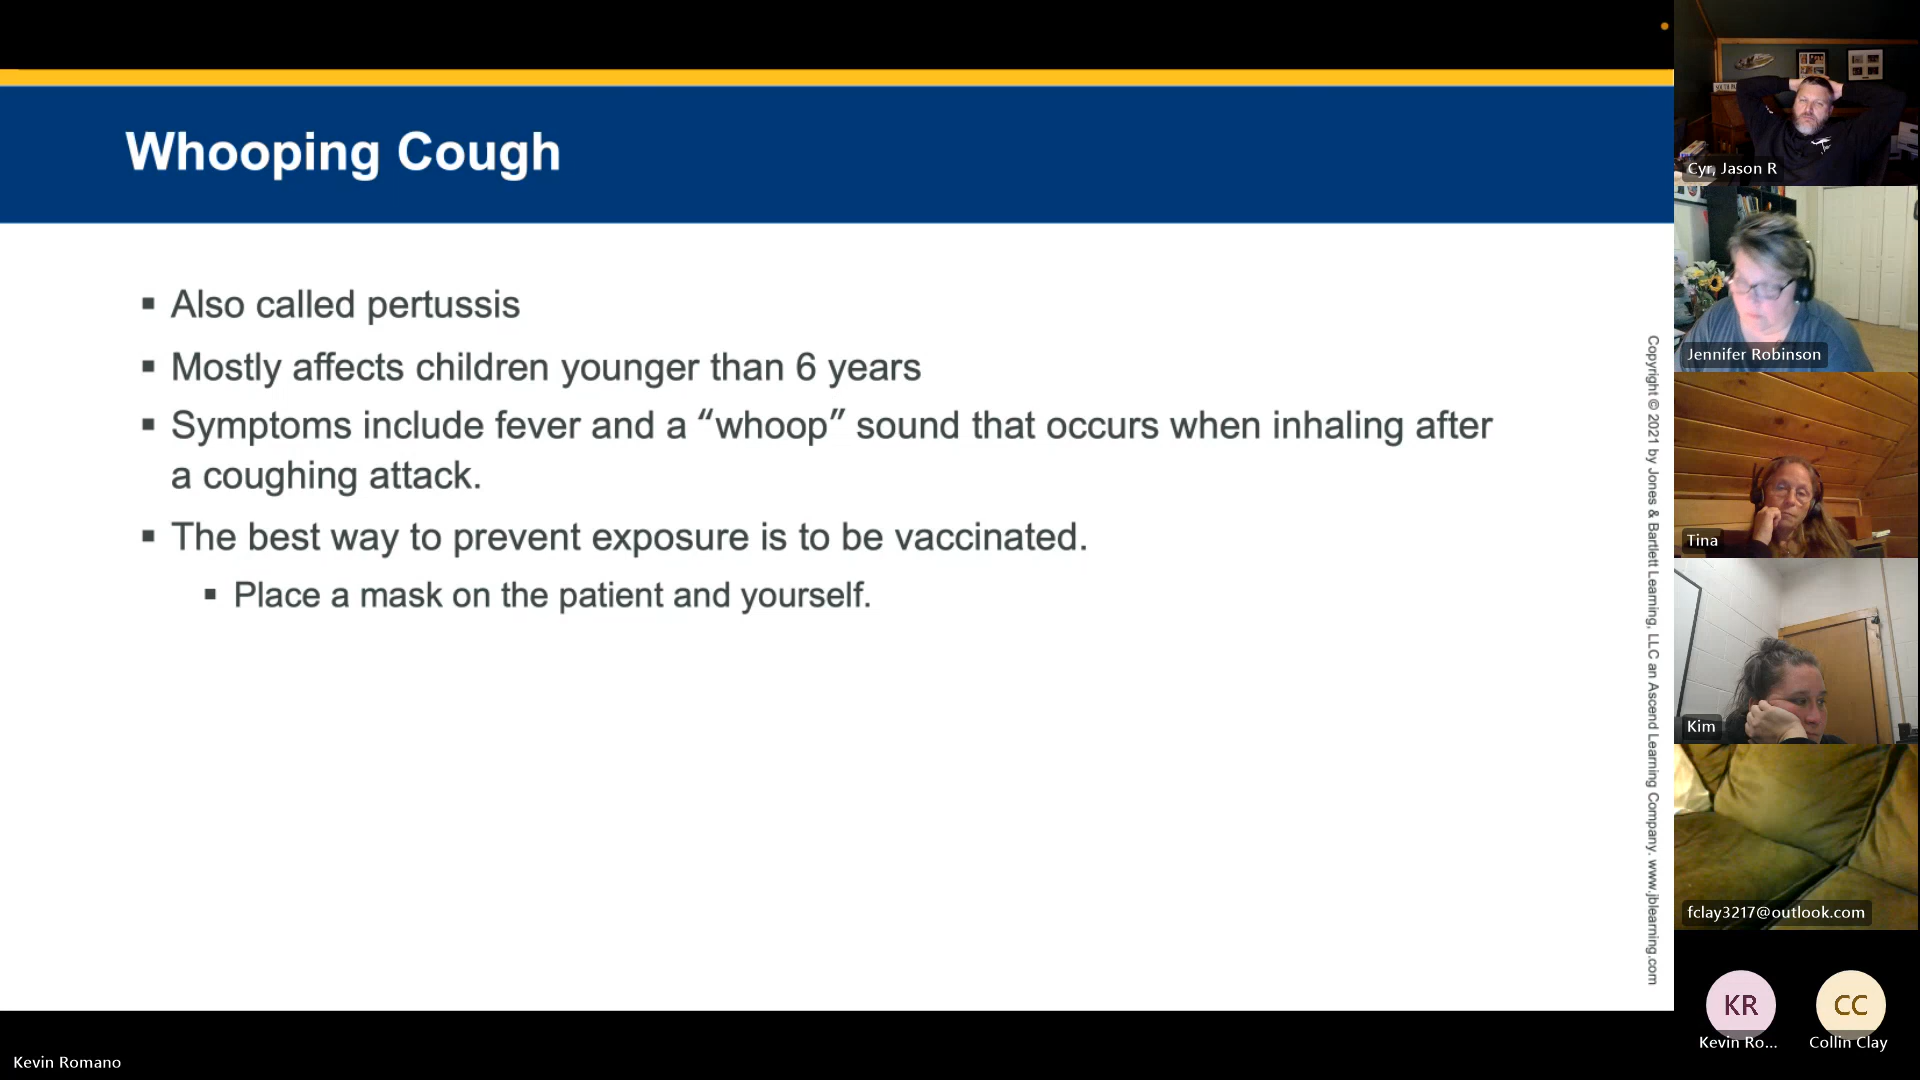 Whooping Cough
▪ Also called pertussis
▪ Mostly affects children younger than 6 years
▪ Symptoms include fever and a “whoop” sound that occurs when inhaling after
a coughing attack.
▪ The best way to prevent exposure is to be vaccinated.
▪ Place a mask on the patient and yourself.
Copyright © 2021 by Jones & Bartlett Learning, LLC an Ascend Learning Company. www.jblearning.com
Cyr, Jason R
Jennifer Robinson
Tina
Kim
fclay3217@outlook.com
KR
CC
Kevin Ro...
Collin Clay
Kevin Romano